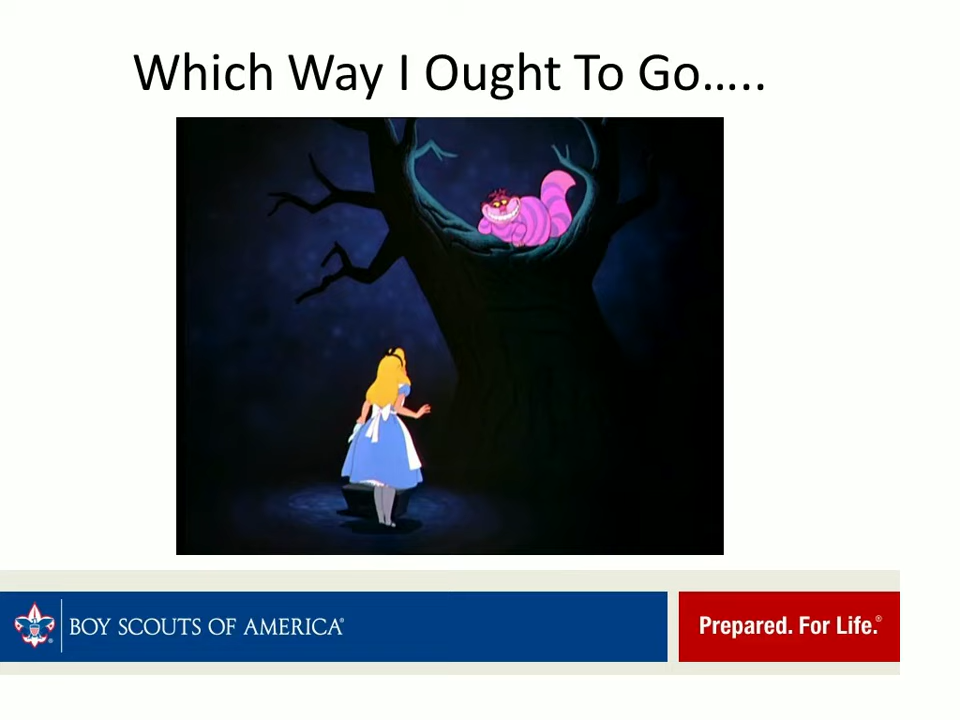 Which Way I Ought To Go…..
BOY SCOUTS OF AMERICA®
Prepared. For Life.®